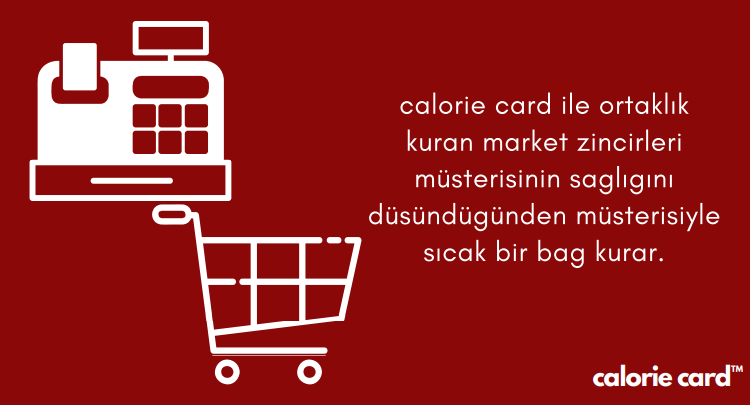 calorie card ile ortaklık
kuran market zincirleri
müsterisinin saglıgını
düsündügünden müsterisiyle
sıcak bir bag kurar.
calorie card™